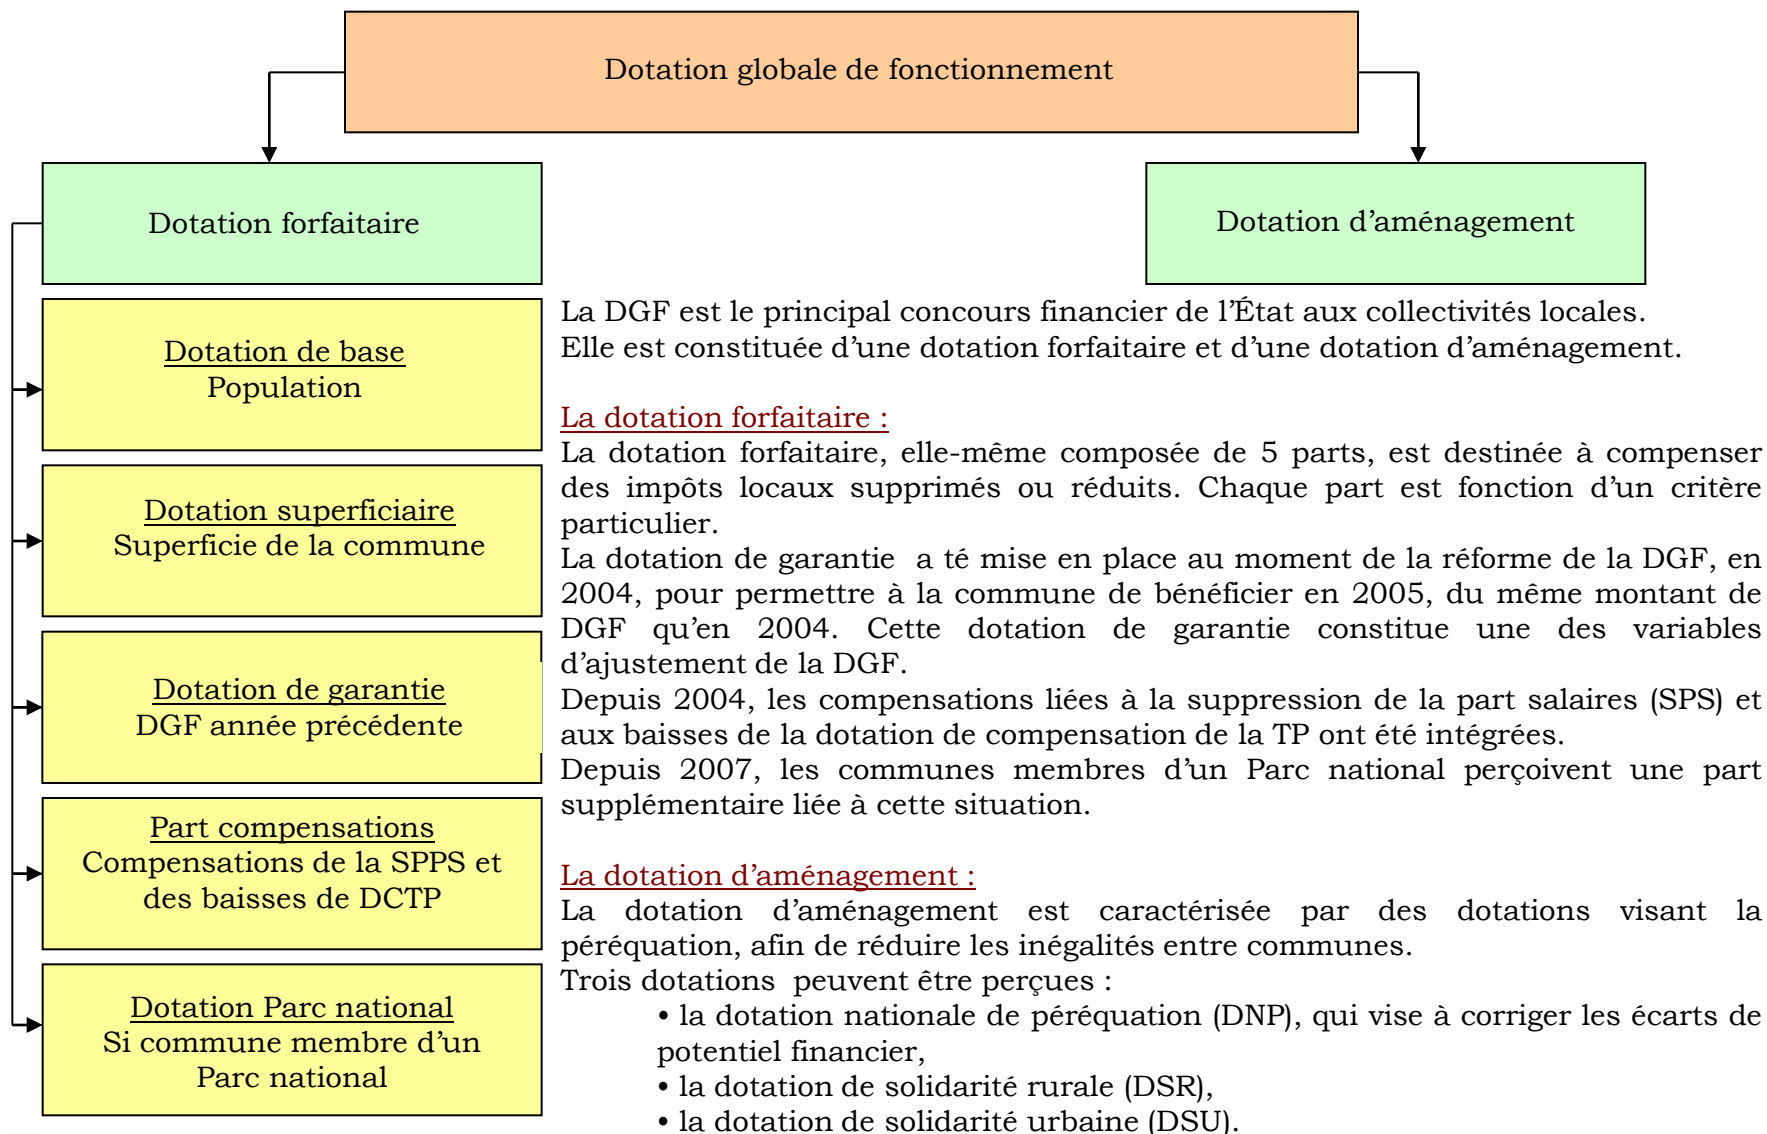 Dotation globale de fonctionnement
Dotation forfaitaire
Dotation d’aménagement
Dotation de base
Population
Dotation superficiaire
Superficie de la commune
Dotation de garantie
DGF année précédente
Part compensations
Compensations de la SPPS et
des baisses de DCTP
Dotation Parc national
Si commune membre d’un
Parc national
La DGF est le principal concours financier de l’État aux collectivités locales.
Elle est constituée d’une dotation forfaitaire et d’une dotation d’aménagement.
La dotation forfaitaire :
La dotation forfaitaire, elle-même composée de 5 parts, est destinée à compenser
des impôts locaux supprimés ou réduits. Chaque part est fonction d’un critère
particulier.
La dotation de garantie a té mise en place au moment de la réforme de la DGF, en
2004, pour permettre à la commune de bénéficier en 2005, du même montant de
DGF qu’en 2004. Cette dotation de garantie constitue une des variables
d’ajustement de la DGF.
Depuis 2004, les compensations liées à la suppression de la part salaires (SPS) et
aux baisses de la dotation de compensation de la TP ont été intégrées.
Depuis 2007, les communes membres d’un Parc national perçoivent une part
supplémentaire liée à cette situation.
La dotation d’aménagement :
La dotation d’aménagement est caractérisée par des dotations visant la
péréquation, afin de réduire les inégalités entre communes.
Trois dotations peuvent être perçues :
• la dotation nationale de péréquation (DNP), qui vise à corriger les écarts de
potentiel financier,
• la dotation de solidarité rurale (DSR),
• la dotation de solidarité urbaine (DSU).